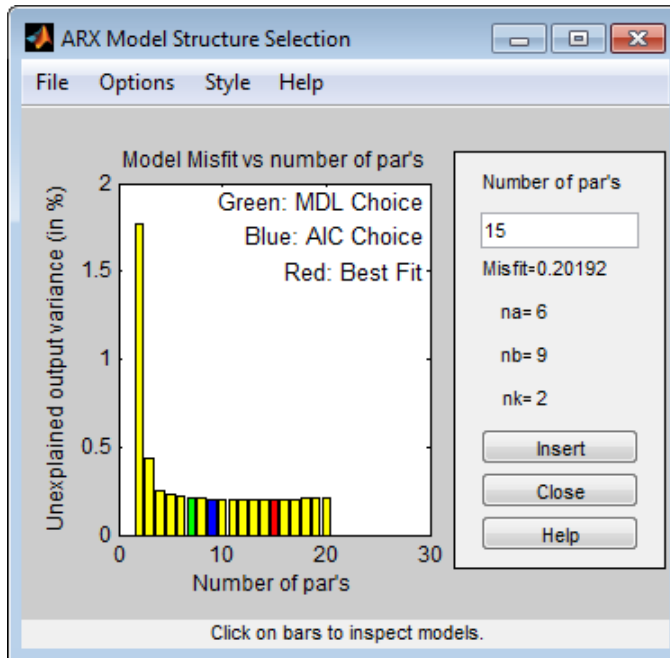 ARX Model Structure Selection
File Options Style Help
Model Misfit vs number of par's
Unexplained output variance (in %)
2
1.5
1
0.5
0
Green: MDL Choice
Blue: AIC Choice
Red: Best Fit
0 10 20 30
Number of par's
Number of par's
15
Misfit=0.20192
na= 6
nb= 9
nk= 2
Insert
Close
Help
Click on bars to inspect models.